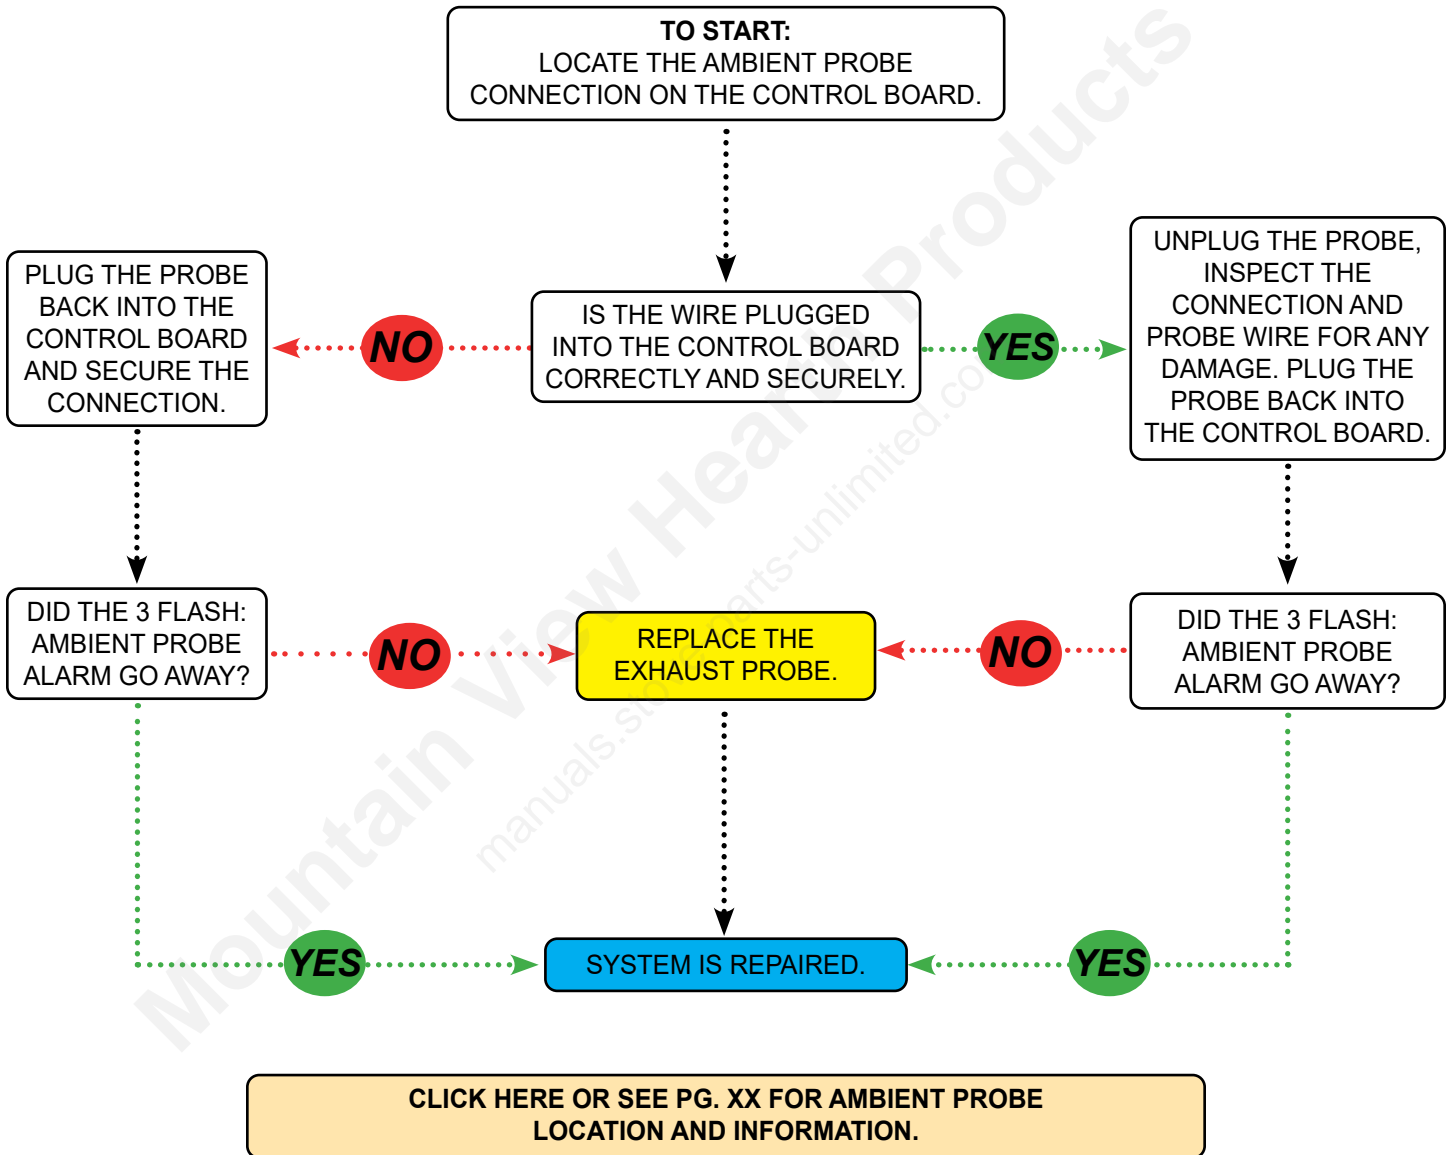 TO START:
LOCATE THE AMBIENT PROBE
CONNECTION ON THE CONTROL BOARD.
PLUG THE PROBE
BACK INTO THE
CONTROL BOARD
AND SECURE THE
CONNECTION.
NO
IS THE WIRE PLUGGED
INTO THE CONTROL BOARD
CORRECTLY AND SECURELY.
YES
UNPLUG THE PROBE,
INSPECT THE
CONNECTION AND
PROBE WIRE FOR ANY
DAMAGE. PLUG THE
PROBE BACK INTO
THE CONTROL BOARD.
DID THE 3 FLASH:
AMBIENT PROBE
ALARM GO AWAY?
NO
REPLACE THE
EXHAUST PROBE.
NO
DID THE 3 FLASH:
AMBIENT PROBE
ALARM GO AWAY?
YES
SYSTEM IS REPAIRED.
YES
CLICK HERE OR SEE PG. XX FOR AMBIENT PROBE
LOCATION AND INFORMATION.
Mountain View Hearth Products